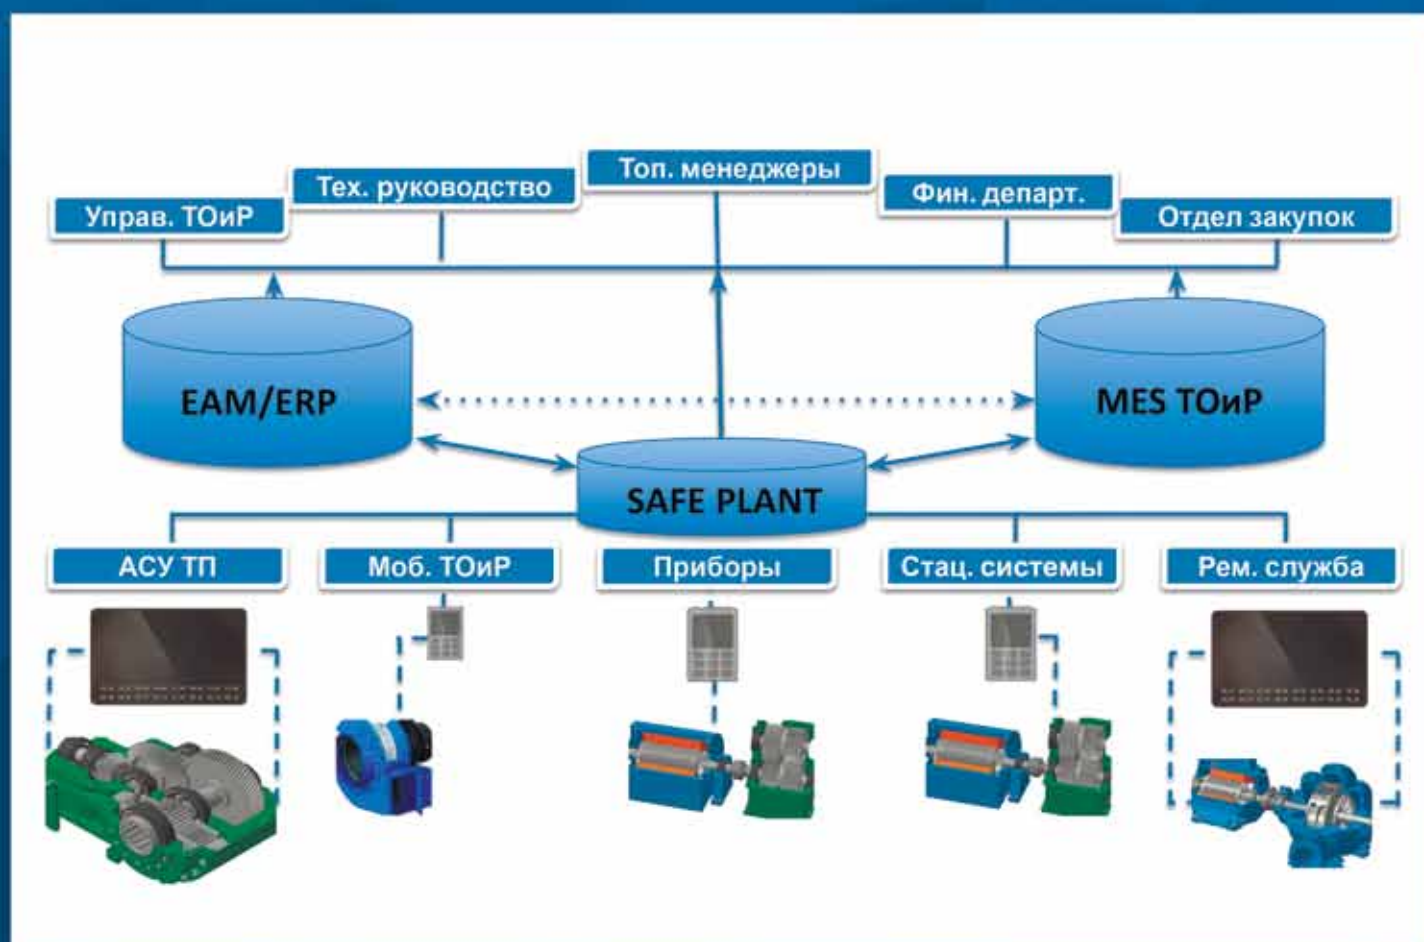 Топ. менеджеры
Тех. руководство
Фин. департ.
Управ. ТОиР
Отдел закупок
EAM/ERP
MES ТОиР
SAFE PLANT
АСУ ТП
Моб. ТОиР
Приборы
Стац. системы
Рем. служба